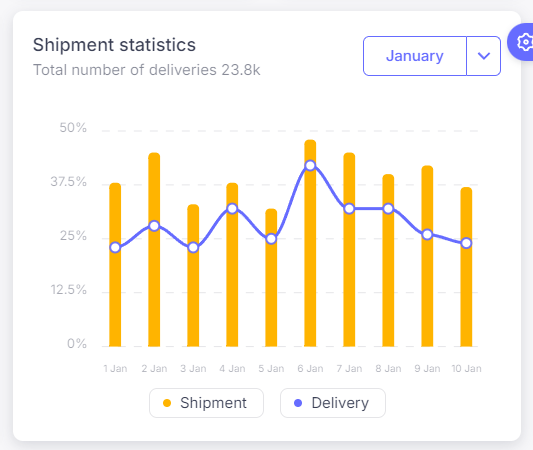 Shipment statistics
Total number of deliveries 23.8k
January
50%
37.5%
25%
12.5%
0%
1 Jan 2 Jan 3 Jan 4 Jan 5 Jan 6 Jan 7 Jan 8 Jan 9 Jan 10 Jan
Shipment Delivery